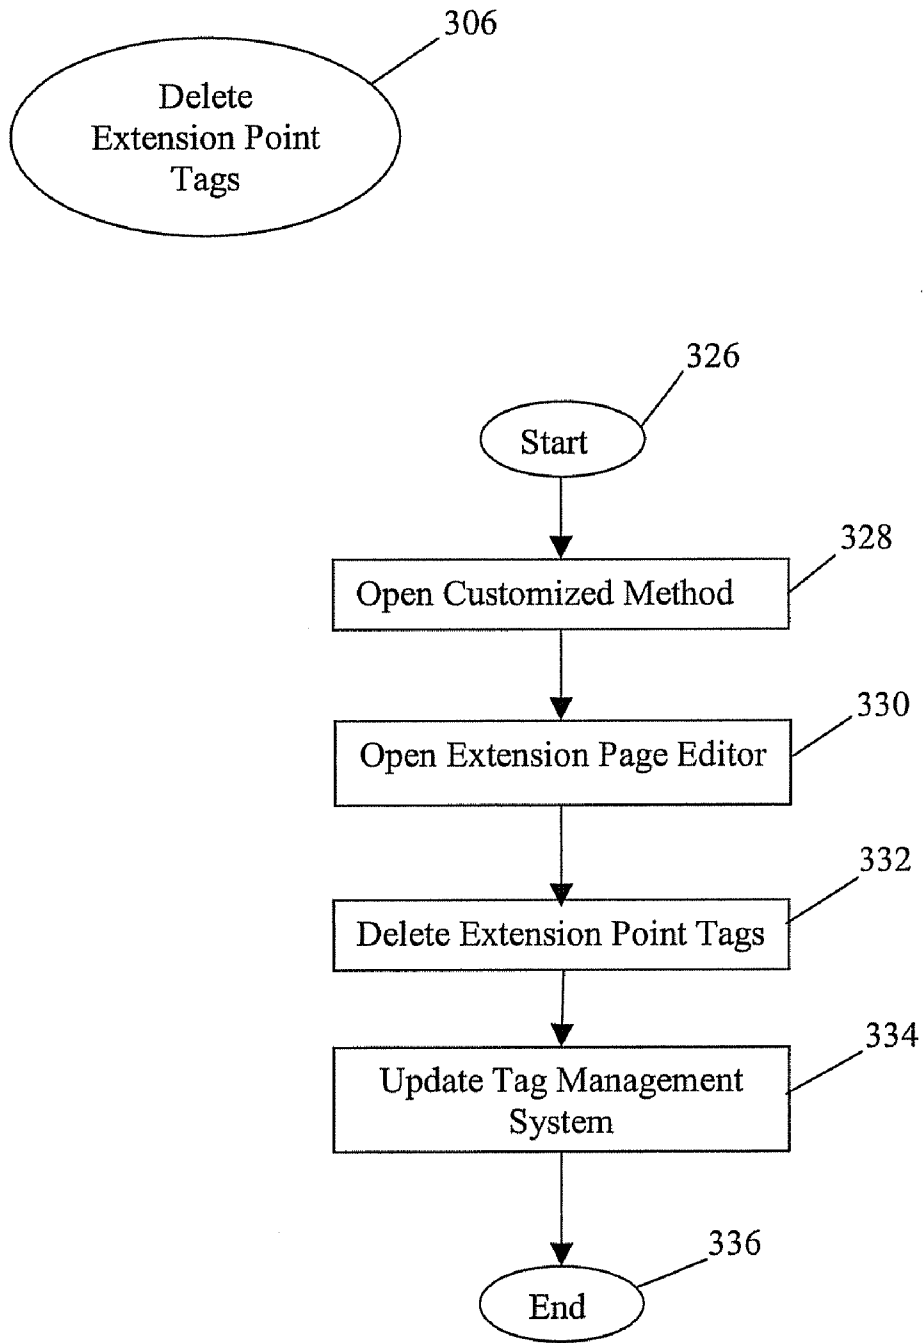 306
Delete
Extension Point
Tags
326
Start
328
Open Customized Method
330
Open Extension Page Editor
332
Delete Extension Point Tags
334
Update Tag Management
System
336
End